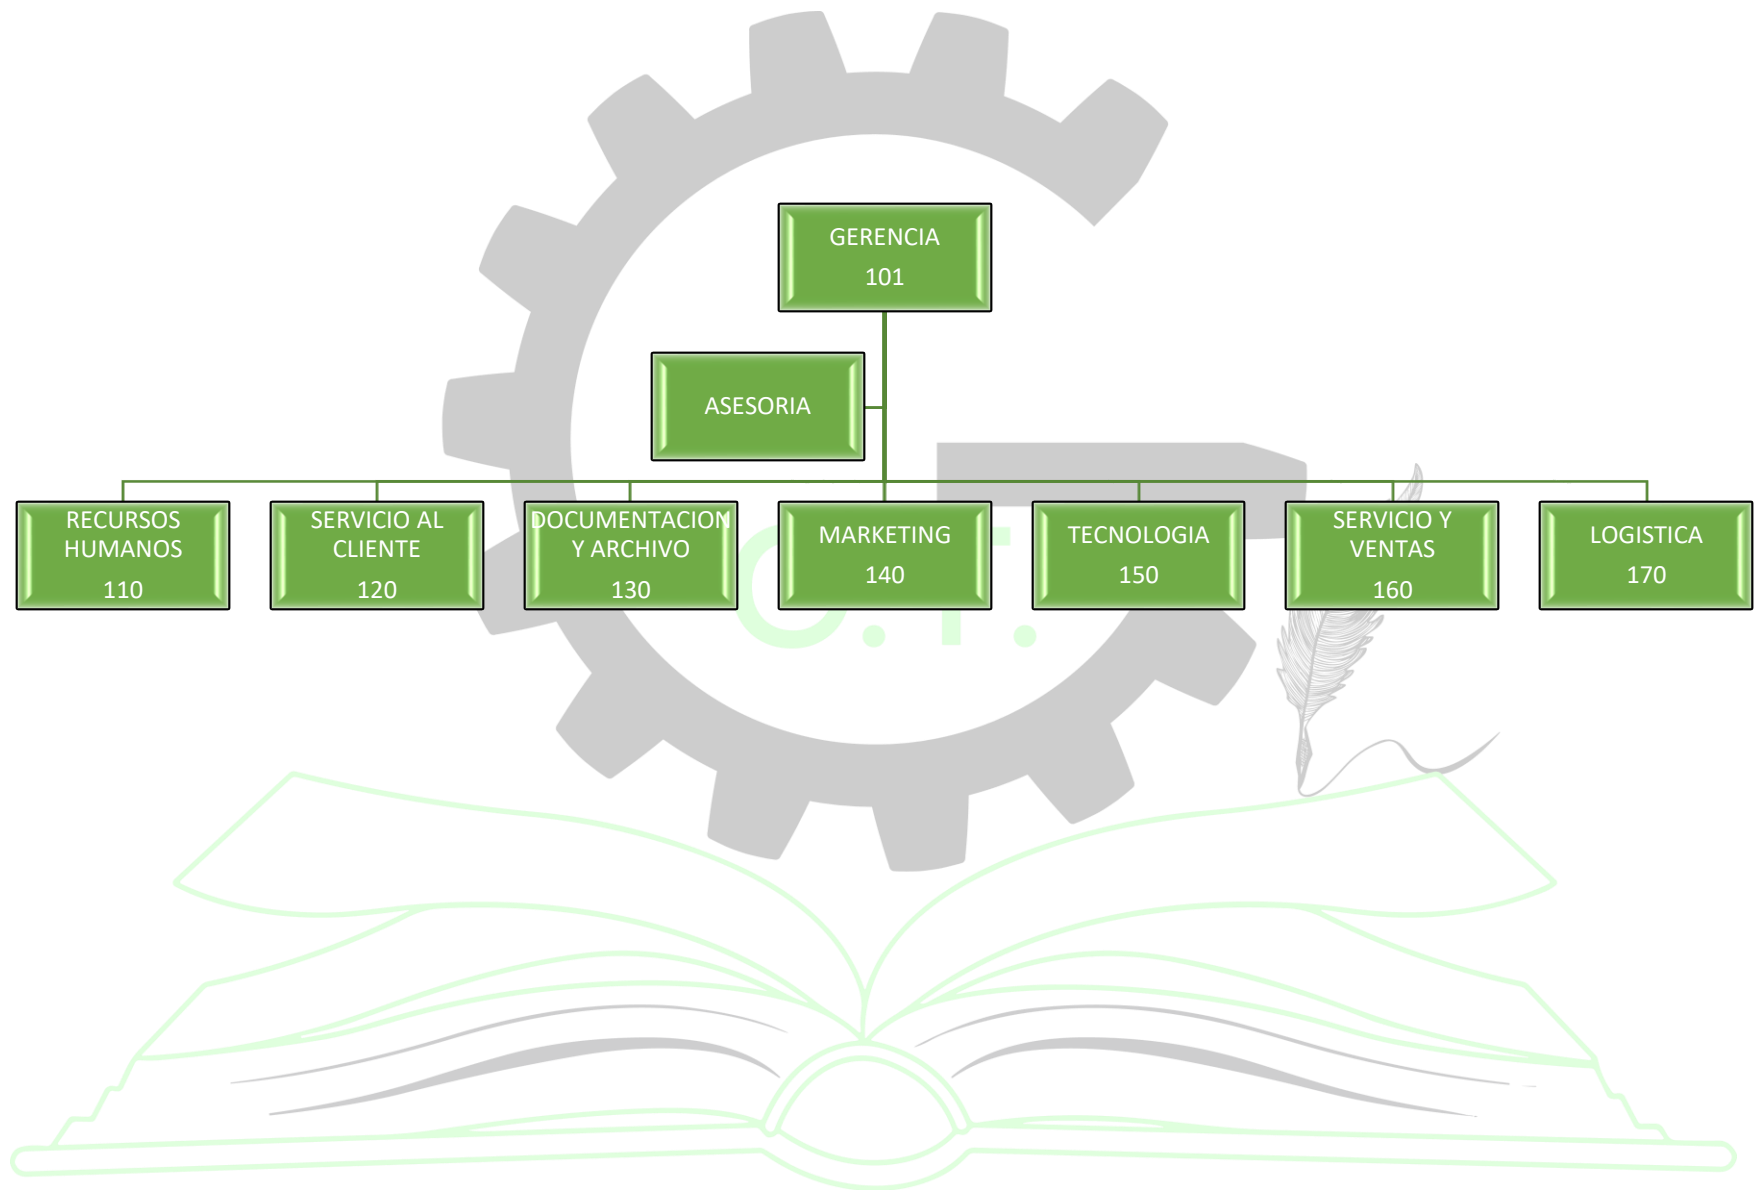 GERENCIA
101
ASESORIA
RECURSOS
HUMANOS
110
SERVICIO AL
CLIENTE
120
DOCUMENTACION
Y ARCHIVO
130
MARKETING
140
TECNOLOGIA
150
SERVICIO Y
VENTAS
160
LOGISTICA
170